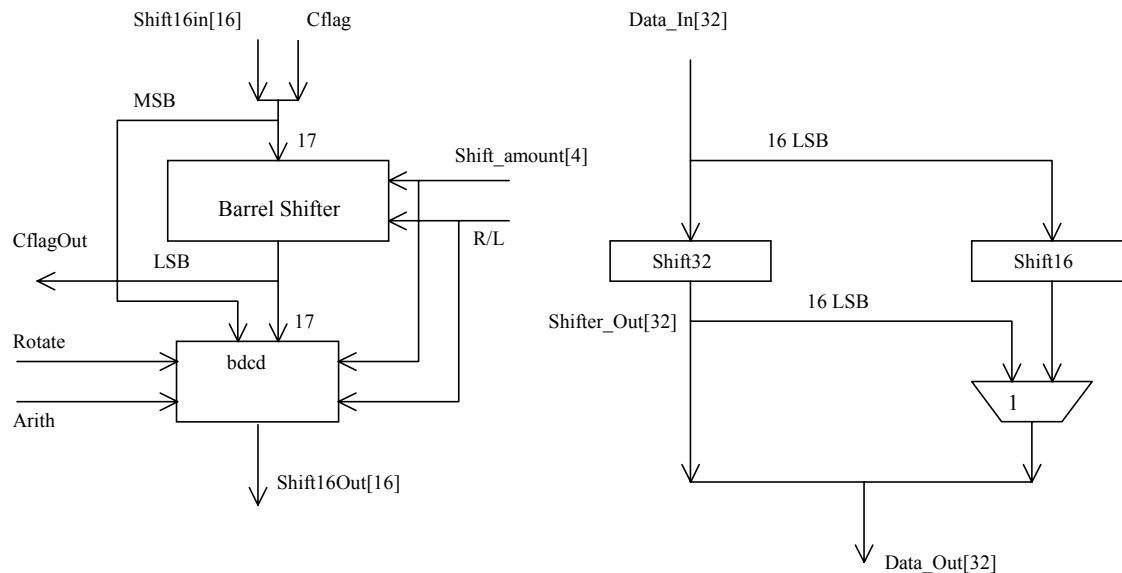 Shift16in[16]
Cflag
MSB
17
Shift_amount[4]
Barrel Shifter
R/L
CflagOut
LSB
17
Rotate
bdcd
Arith
Shift16Out[16]
Data_In[32]
16 LSB
Shift32
Shift16
16 LSB
Shifter_Out[32]
1
Data_Out[32]